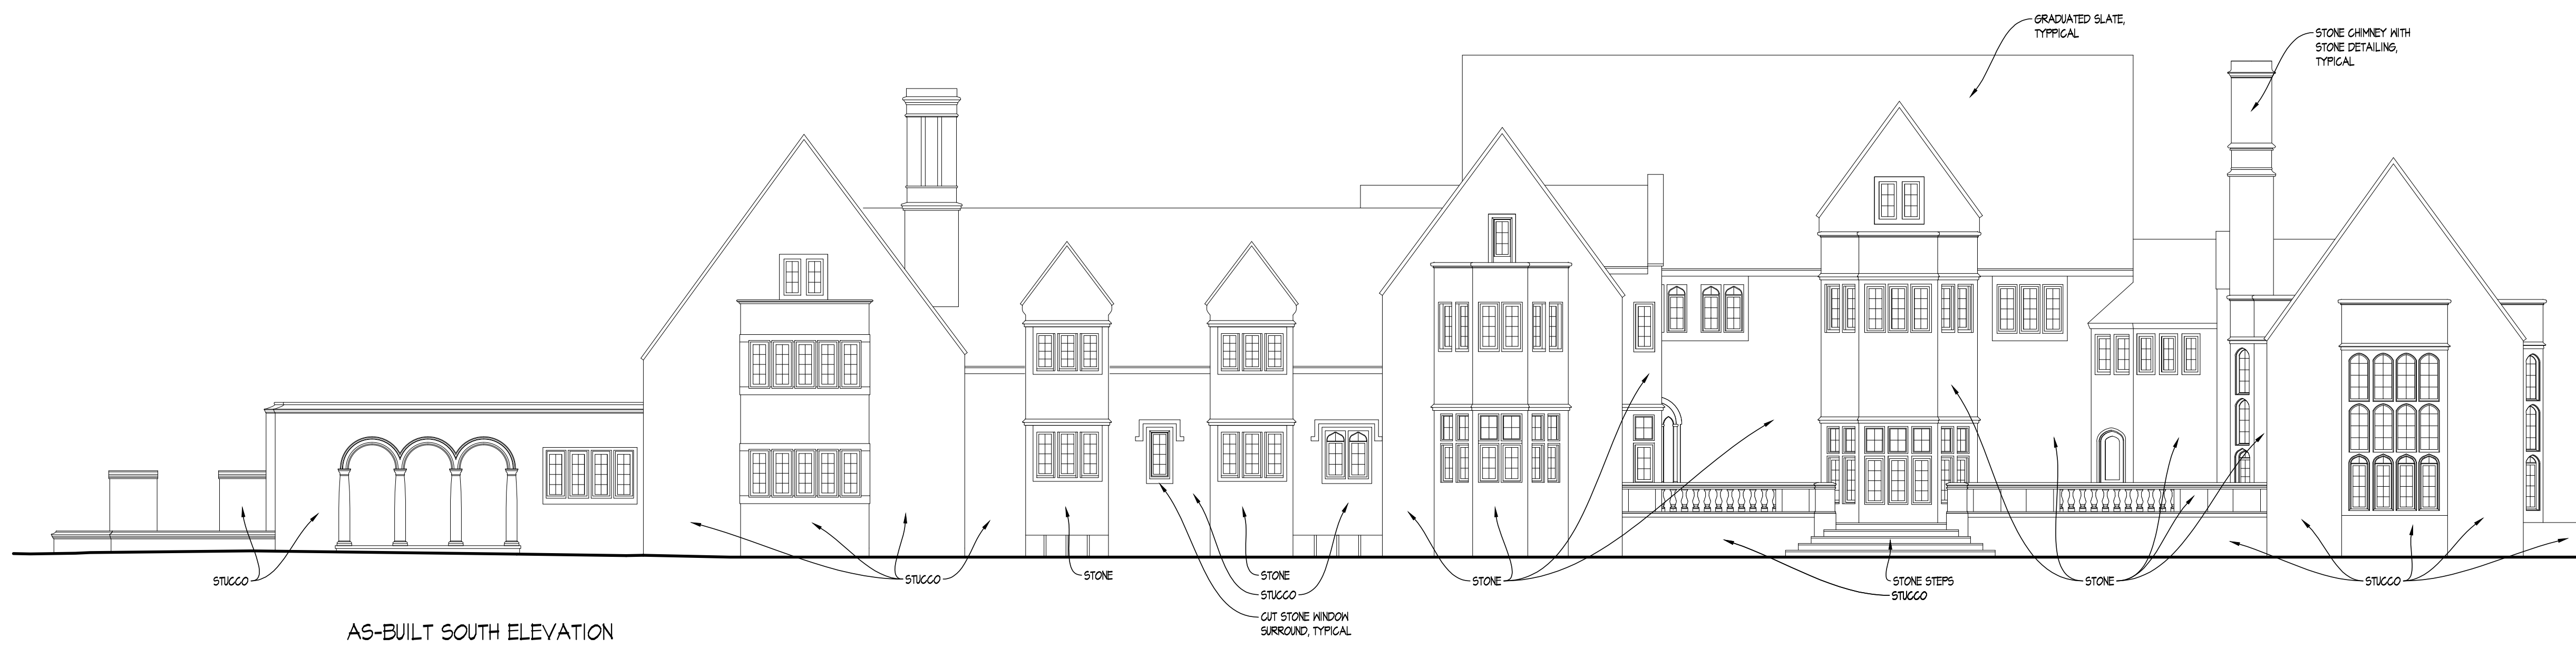 GRADUATED SLATE,
TYPPICAL
STONE CHIMNEY WITH
STONE DETAILING,
TYPICAL
STUCCO
STUCCO
STONE
STONE
STUCCO
CUT STONE WINDOW
SURROUND, TYPICAL
STONE
STONE STEPS
STUCCO
STONE
STUCCO
AS-BUILT SOUTH ELEVATION